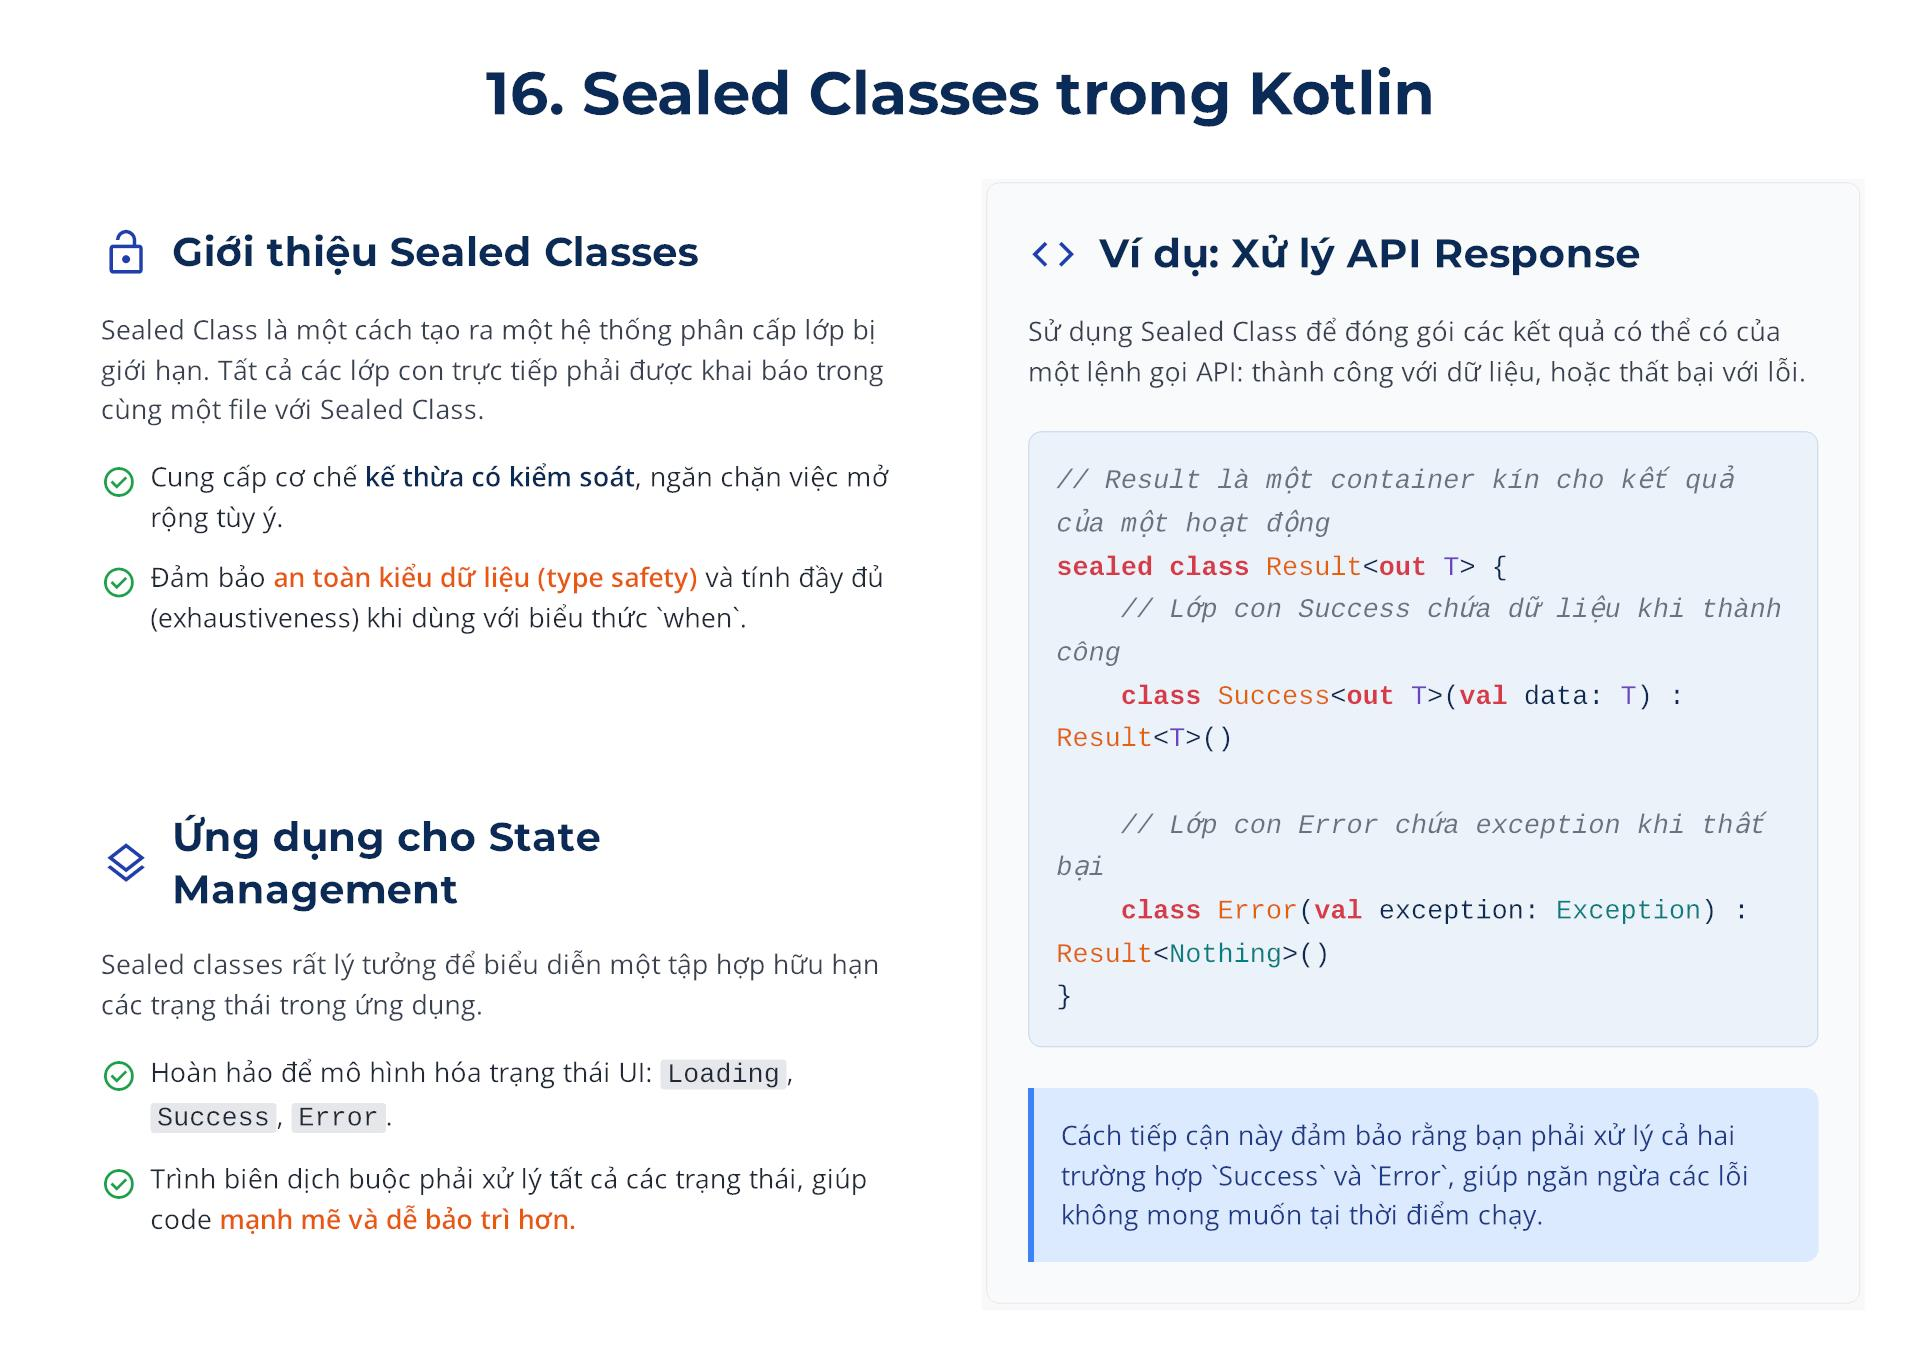 16. Sealed Classes trong Kotlin
Giới thiệu Sealed Classes
Sealed Class là một cách tạo ra một hệ thống phân cấp lớp bị
giới hạn. Tất cả các lớp con trực tiếp phải được khai báo trong
cùng một file với Sealed Class.
Cung cấp cơ chế kế thừa có kiểm soát, ngăn chặn việc mở
rộng tùy ý.
Đảm bảo an toàn kiểu dữ liệu (type safety) và tính đầy đủ
(exhaustiveness) khi dùng với biểu thức `when`.
Ứng dụng cho State
Management
Sealed classes rất lý tưởng để biểu diễn một tập hợp hữu hạn
các trạng thái trong ứng dụng.
Hoàn hảo để mô hình hóa trạng thái UI: Loading,
Success, Error.
Trình biên dịch buộc phải xử lý tất cả các trạng thái, giúp
code mạnh mẽ và dễ bảo trì hơn.
Ví dụ: Xử lý API Response
Sử dụng Sealed Class để đóng gói các kết quả có thể có của
một lệnh gọi API: thành công với dữ liệu, hoặc thất bại với lỗi.
// Result là một container kín cho kết quả
của một hoạt động
sealed class Result<out T> {
    // Lớp con Success chứa dữ liệu khi thành
công
    class Success<out T>(val data: T) :
Result<T>()
    // Lớp con Error chứa exception khi thất
bại
    class Error(val exception: Exception) :
Result<Nothing>()
}
Cách tiếp cận này đảm bảo rằng bạn phải xử lý cả hai
trường hợp `Success` và `Error`, giúp ngăn ngừa các lỗi
không mong muốn tại thời điểm chạy.